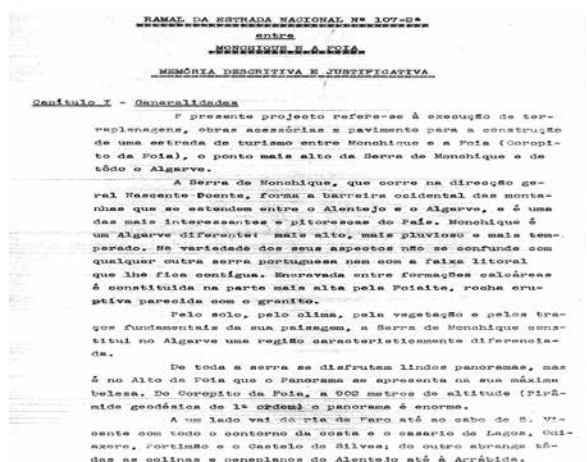 RAMAL DA ESTRADA NACIONAL Nº 107-2ª
entre
MONCHIQUE E A FOIA
MEMÓRIA DESCRITIVA E JUSTIFICATIVA
Capítulo I - Generalidades
presente projecto refere-se à execução de ter-
raplenagens, obras acessórias e pavimento para a construção
de uma estrada de turismo entre Monchique e a Foia (Coropi-
to da Foia), o ponto mais alto da Serra de Monchique e de
todo o Algarve.
A Serra de Monchique, que corre na direcção ge-
ral Nascente-Poente, forma a barreira ocidental das monta-
nhas que se estendem entre o Alentejo e o Algarve, e é uma
das mais interessantes e pitorescas do País. Monchique é
um Algarve diferente: mais alto, mais pluvioso e mais tem-
perado. Na variedade dos seus aspectos não se confunde com
qualquer outra serra portuguesa nem com a faixa litoral
que lhe fica contígua. Encravada entre formações calcáreas
é constituida na parte mais alta pela Foiaite, rocha eru-
ptiva parecida com o granito.
Pelo solo, pelo clima, pela vegetação e pelos tra-
ços fundamentais da sua paisagem, a Serra de Monchique cons-
titui no Algarve uma região característicamente diferencia-
da.
De toda a serra se disfrutam lindos panoramas, mas
é no Alto da Foia que o Panorama se apresenta na sua máxima
beleza. Do Coropito da Foia, a 902 metros de altitude (Pirâ-
mide geodésica de 1ª ordem) o panorama é enorme.
A um lado vai da ria de Faro até ao cabo de S. Vi-
cente com todo o contorno da costa e o casario de Lagos, Odi-
axere, Portimão e o Castelo de Silves; do outro abrange tô-
das as colinas e peneplanos do Alentejo até à Arrábida.